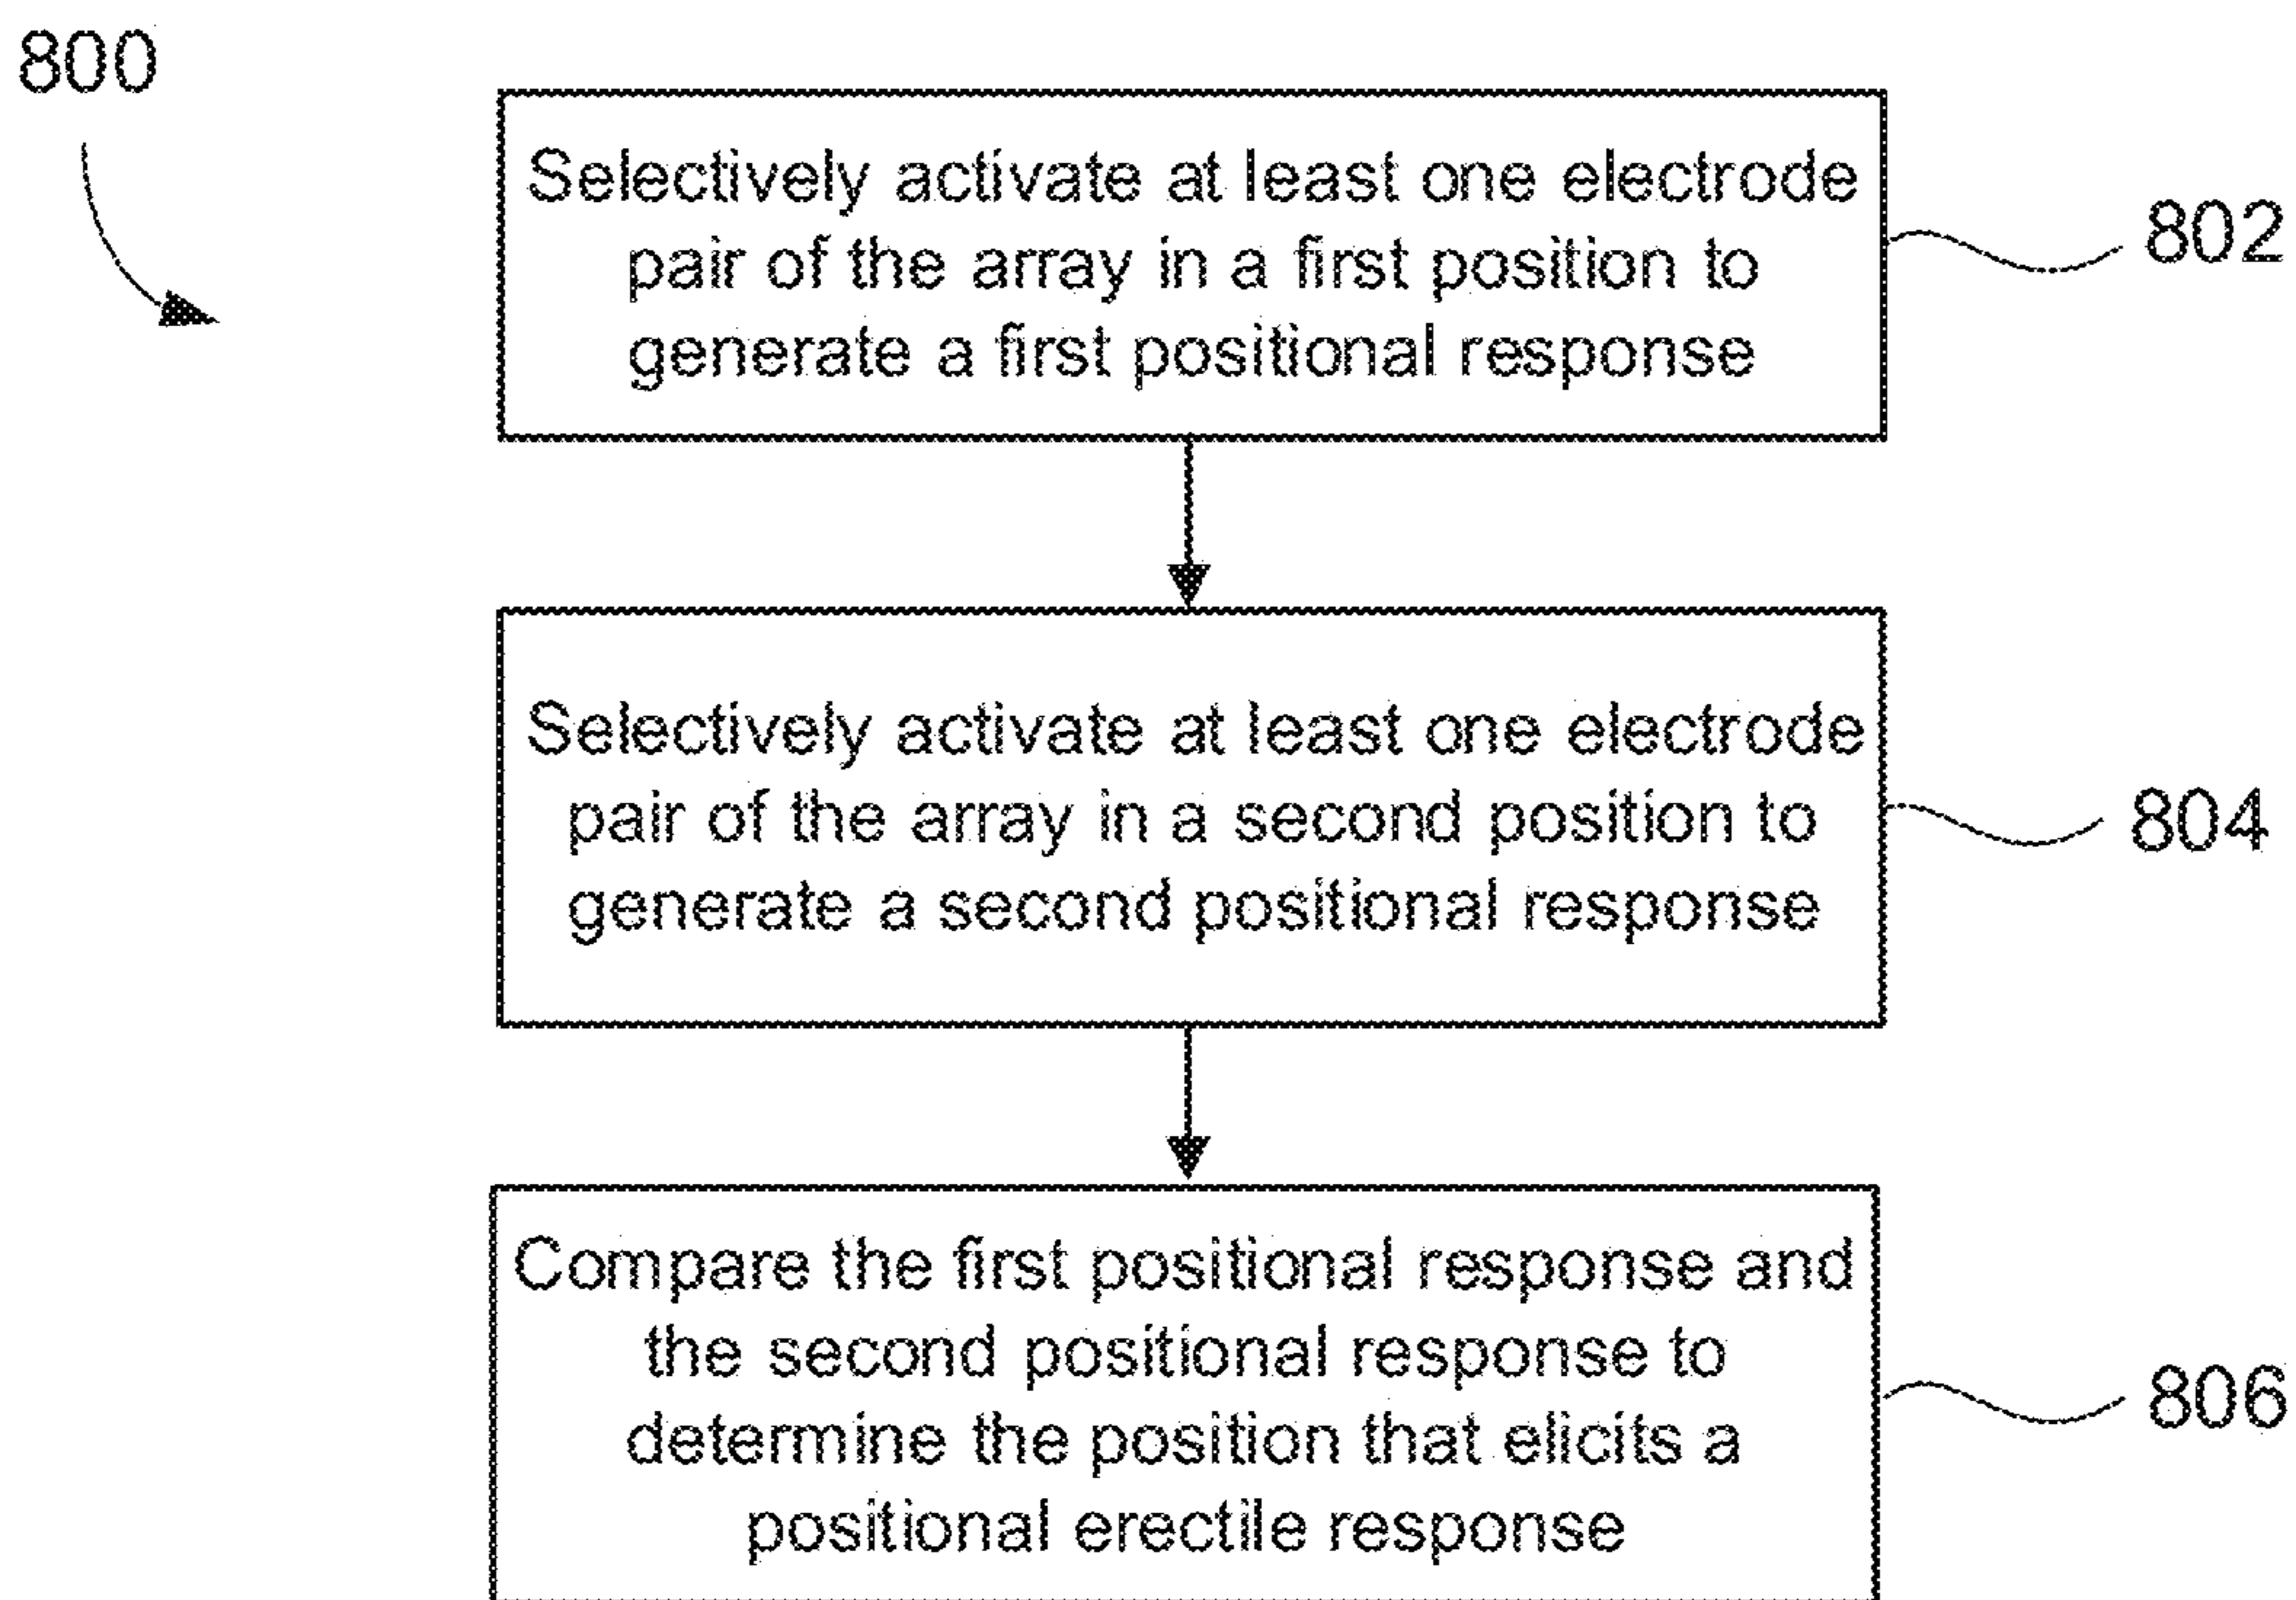 800
Selectively activate at least one electrode
pair of the array in a first position to
generate a first positional response
802
Selectively activate at least one electrode
pair of the array in a second position to
generate a second positional response
804
Compare the first positional response and
the second positional response to
determine the position that elicits a
positional erectile response
806